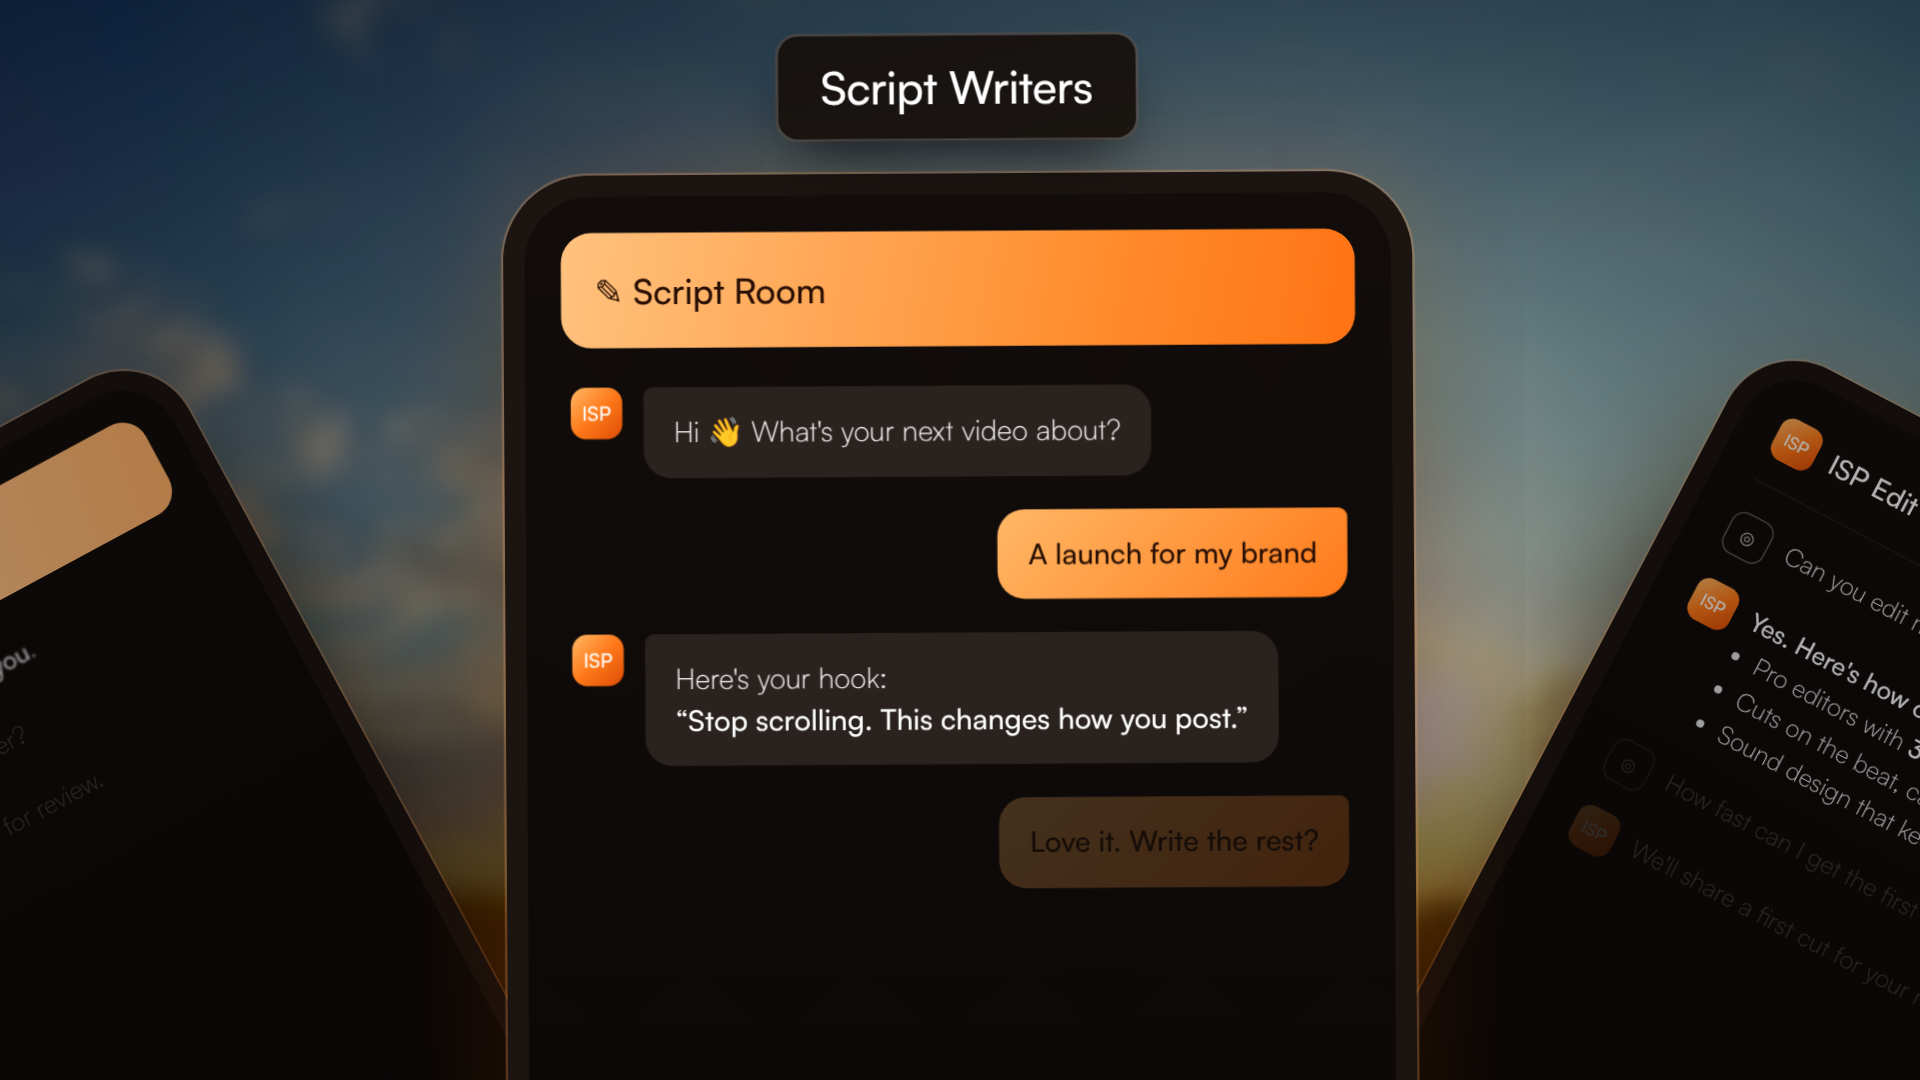 Script Writers
✎ Script Room
ISP
Hi 👋 What's your next video about?
A launch for my brand
ISP
Here's your hook:
“Stop scrolling. This changes how you post.”
Love it. Write the rest?
you.
for review.
ISP
ISP Edit
Can you edit
ISP
Yes. Here's how
Pro editors with
Cuts on the beat,
Sound design that
How fast can I get the first
ISP
We'll share a first cut for your